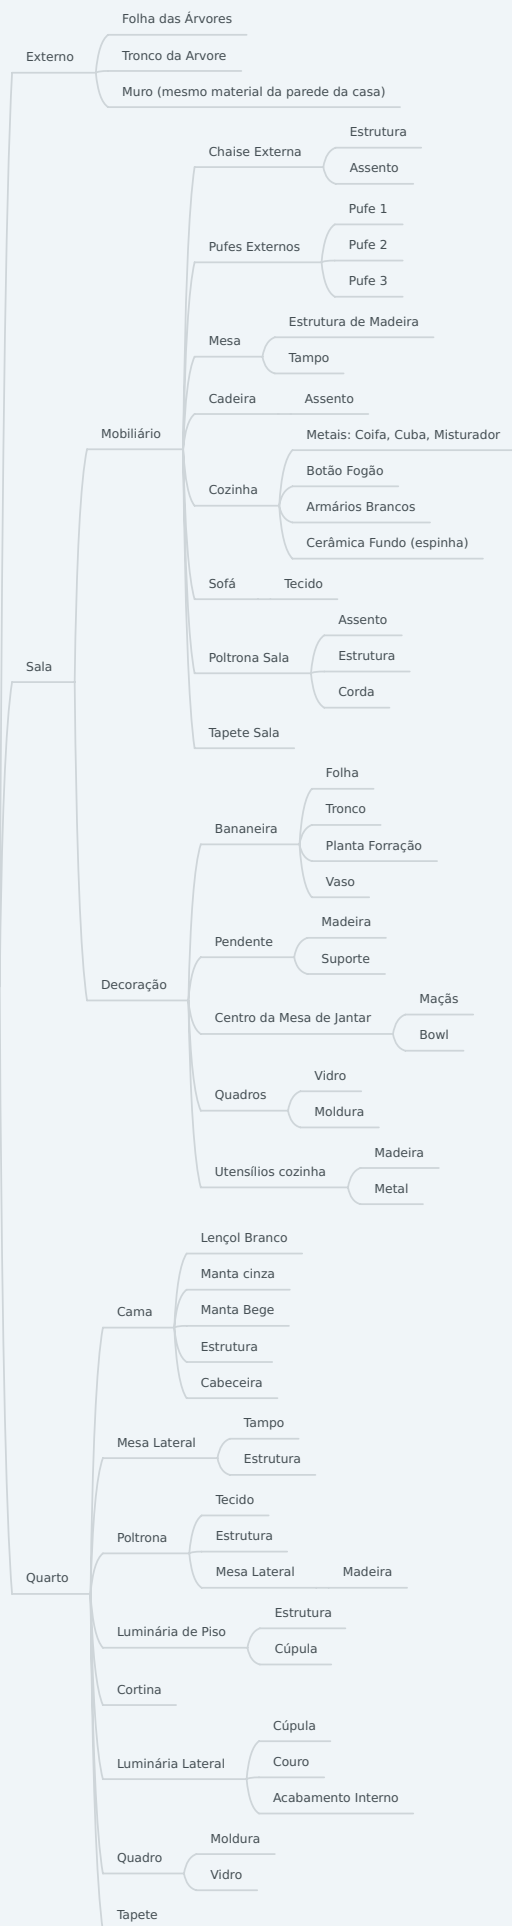 Folha das Árvores
Externo
Tronco da Arvore
Muro (mesmo material da parede da casa)
Chaise Externa
Estrutura
Assento
Pufes Externos
Pufe 1
Pufe 2
Pufe 3
Mesa
Estrutura de Madeira
Tampo
Cadeira
Assento
Mobiliário
Cozinha
Metais: Coifa, Cuba, Misturador
Botão Fogão
Armários Brancos
Cerâmica Fundo (espinha)
Sofá
Tecido
Sala
Poltrona Sala
Assento
Estrutura
Corda
Tapete Sala
Bananeira
Folha
Tronco
Planta Forração
Vaso
Pendente
Madeira
Suporte
Decoração
Centro da Mesa de Jantar
Maçãs
Bowl
Quadros
Vidro
Moldura
Utensílios cozinha
Madeira
Metal
Cama
Lençol Branco
Manta cinza
Manta Bege
Estrutura
Cabeceira
Mesa Lateral
Tampo
Estrutura
Poltrona
Tecido
Estrutura
Mesa Lateral
Madeira
Quarto
Luminária de Piso
Estrutura
Cúpula
Cortina
Luminária Lateral
Cúpula
Couro
Acabamento Interno
Quadro
Moldura
Vidro
Tapete